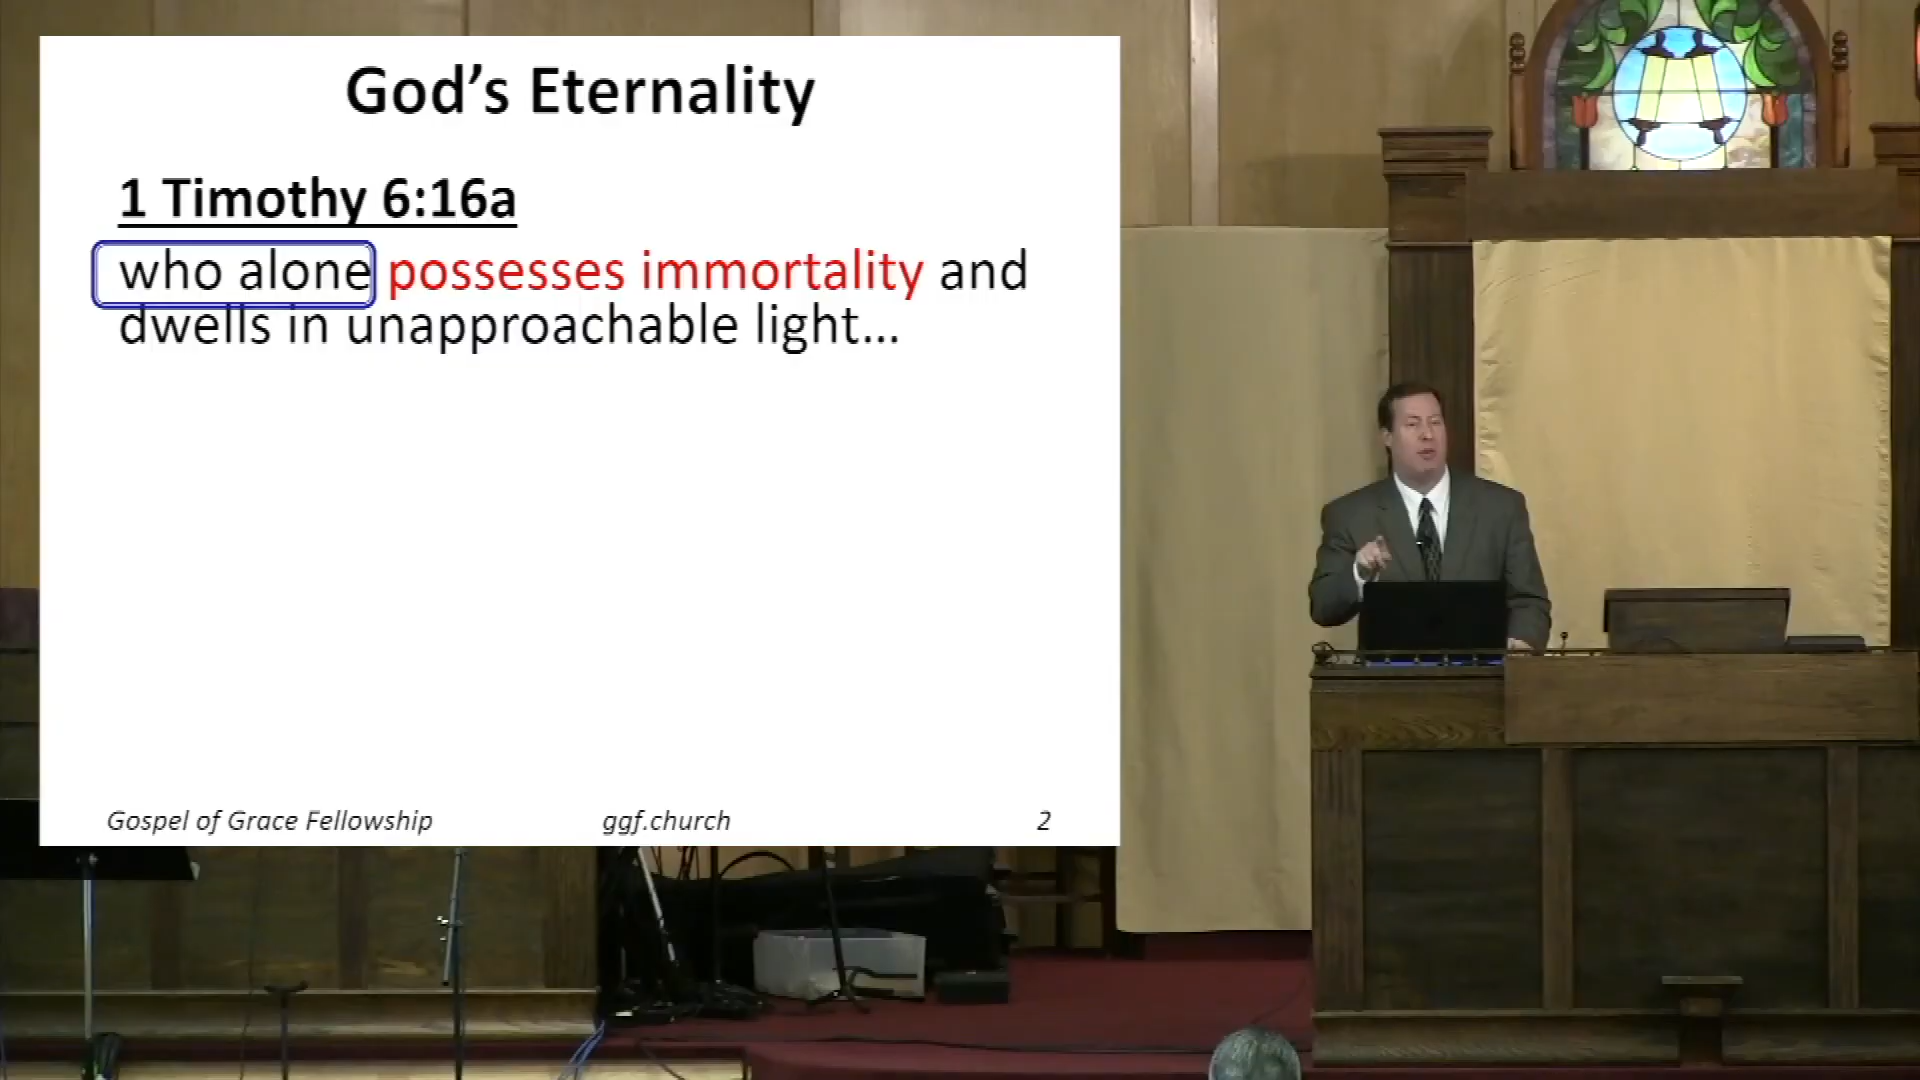 God’s Eternality
1 Timothy 6:16a
who alone possesses immortality and
dwells in unapproachable light...
Gospel of Grace Fellowship ggf.church 2